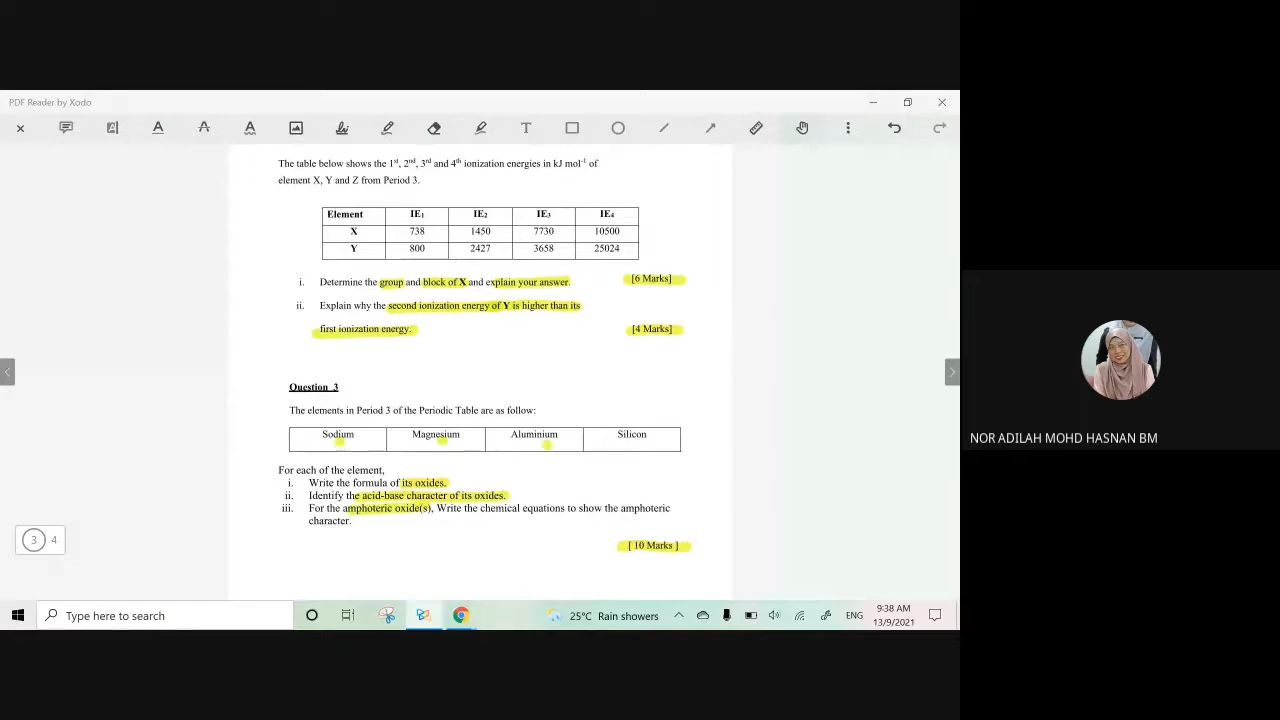 PDF Reader by Xodo
The table below shows the 1st, 2nd, 3rd and 4th ionization energies in kJ mol-1 of
element X, Y and Z from Period 3.
Element IE1 IE2 IE3 IE4
X 738 1450 7730 10500
Y 800 2427 3658 25024
i. Determine the group and block of X and explain your answer. [6 Marks]
ii. Explain why the second ionization energy of Y is higher than its
first ionization energy. [4 Marks]
Question 3
The elements in Period 3 of the Periodic Table are as follow:
Sodium Magnesium Aluminium Silicon
For each of the element,
i. Write the formula of its oxides.
ii. Identify the acid-base character of its oxides.
iii. For the amphoteric oxide(s), Write the chemical equations to show the amphoteric
character.
[ 10 Marks ]
3 4
NOR ADILAH MOHD HASNAN BM
Type here to search
25°C Rain showers
ENG
9:38 AM
13/9/2021